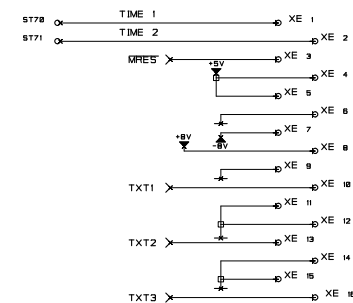 ST70 TIME 1 XE 1
ST71 TIME 2 XE 2
MRES XE 3
+5V
XE 4
XE 5
XE 6
XE 7
+8V -8V XE 8
XE 9
TXT1 XE 10
XE 11
XE 12
TXT2 XE 13
XE 14
XE 15
TXT3 XE 16